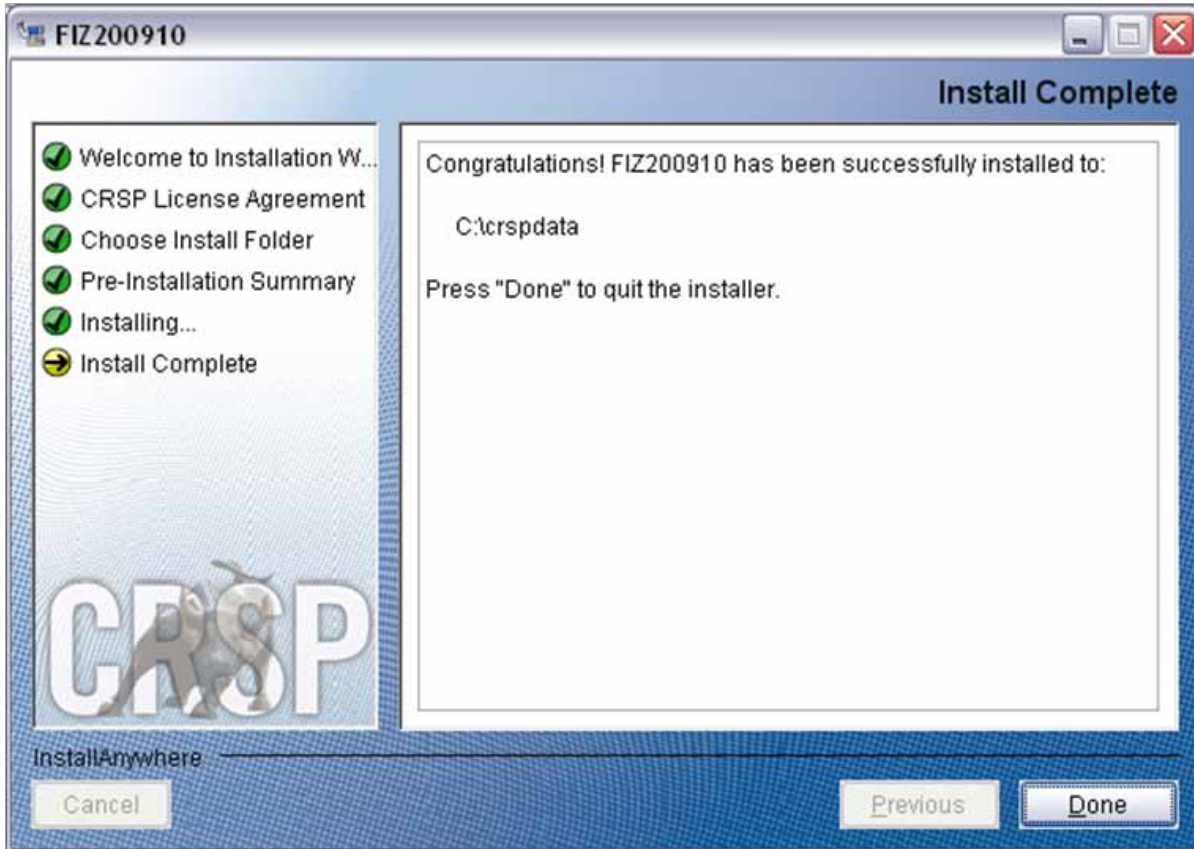 FIZ200910
Install Complete
Welcome to Installation W...
CRSP License Agreement
Choose Install Folder
Pre-Installation Summary
Installing...
Install Complete
CRSP
Congratulations! FIZ200910 has been successfully installed to:
C:\crspdata
Press "Done" to quit the installer.
InstallAnywhere
Cancel
Previous
Done